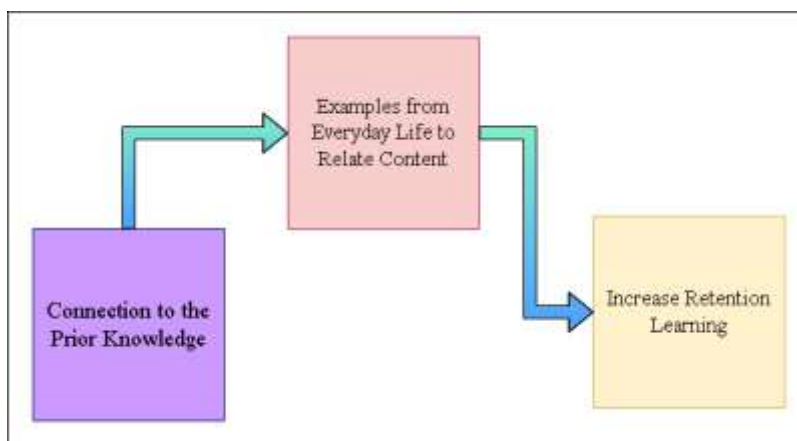 Connection to the
Prior Knowledge
Examples from
Everyday Life to
Relate Content
Increase Retention
Learning